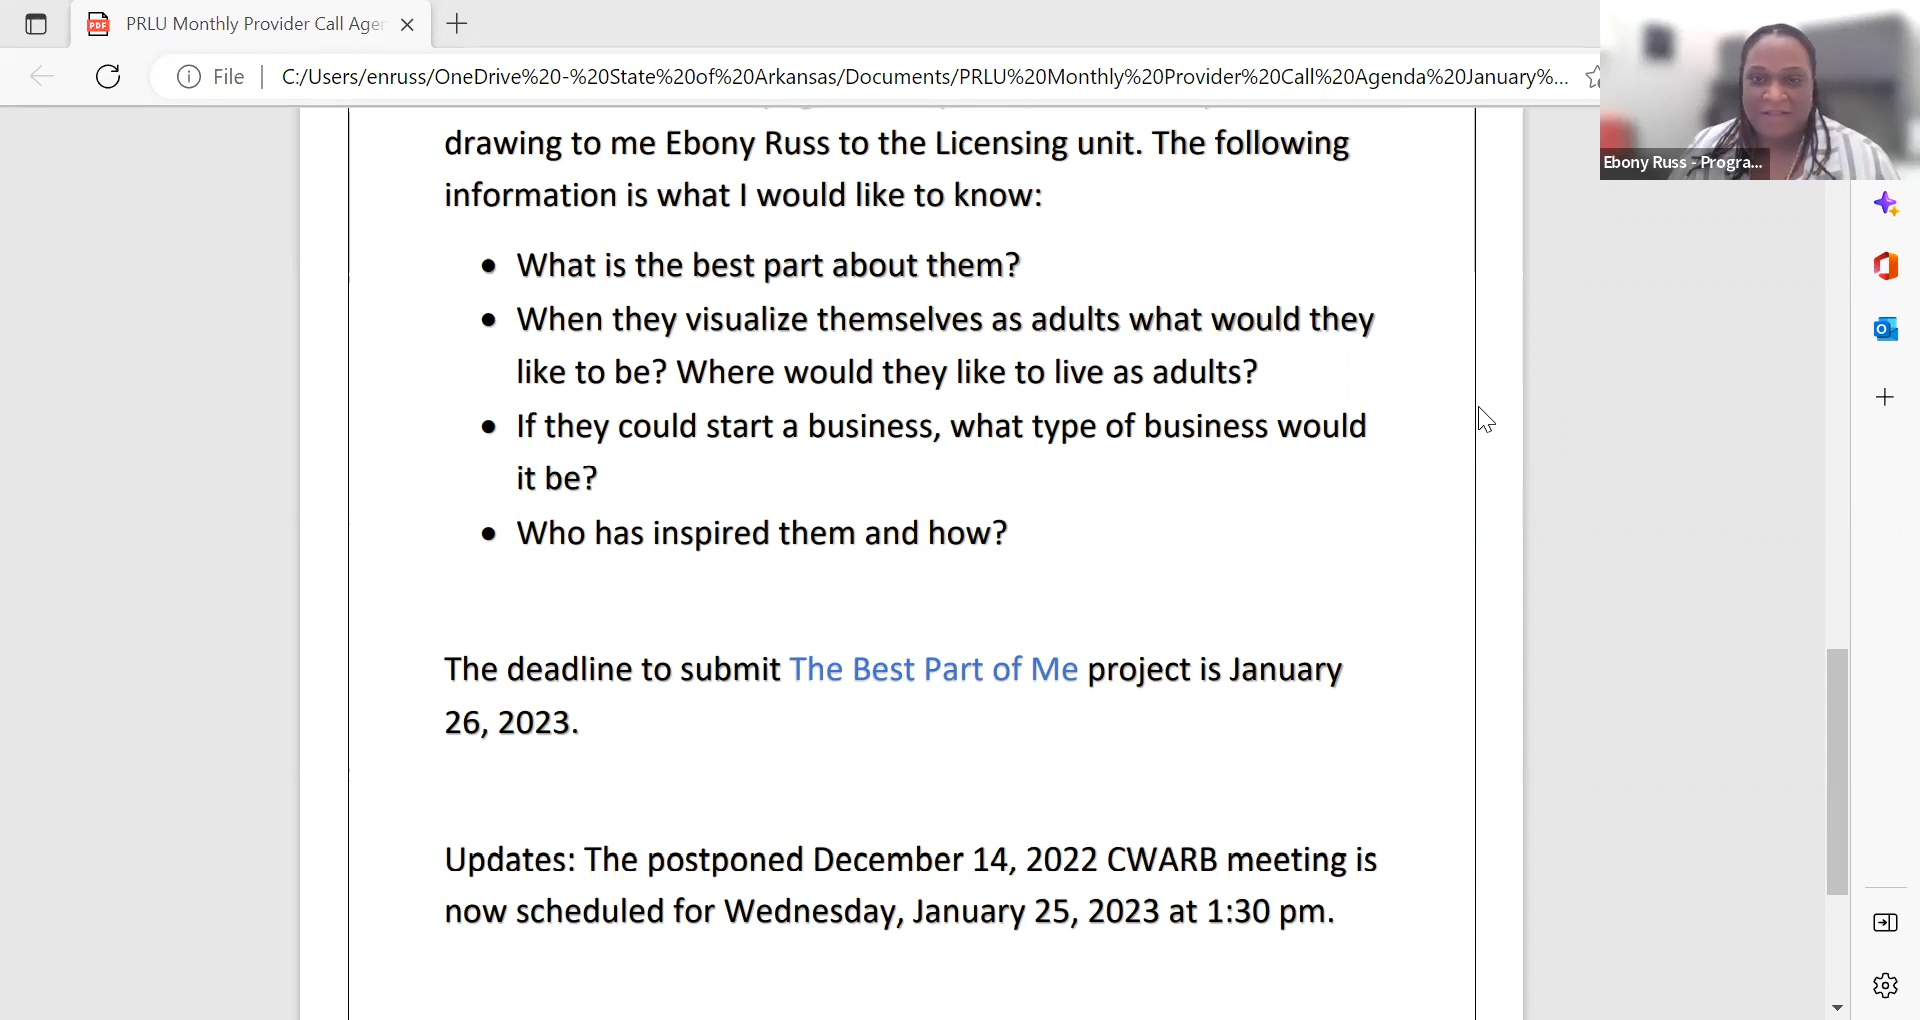 PRLU Monthly Provider Call Age
File
C:/Users/enruss/OneDrive%20-%20State%20of%20Arkansas/Documents/PRLU%20Monthly%20Provider%20Call%20Agenda%20January%...
Ebony Russ - Progra...
drawing to me Ebony Russ to the Licensing unit. The following
information is what I would like to know:
• What is the best part about them?
• When they visualize themselves as adults what would they
like to be? Where would they like to live as adults?
• If they could start a business, what type of business would
it be?
• Who has inspired them and how?
The deadline to submit The Best Part of Me project is January
26, 2023.
Updates: The postponed December 14, 2022 CWARB meeting is
now scheduled for Wednesday, January 25, 2023 at 1:30 pm.